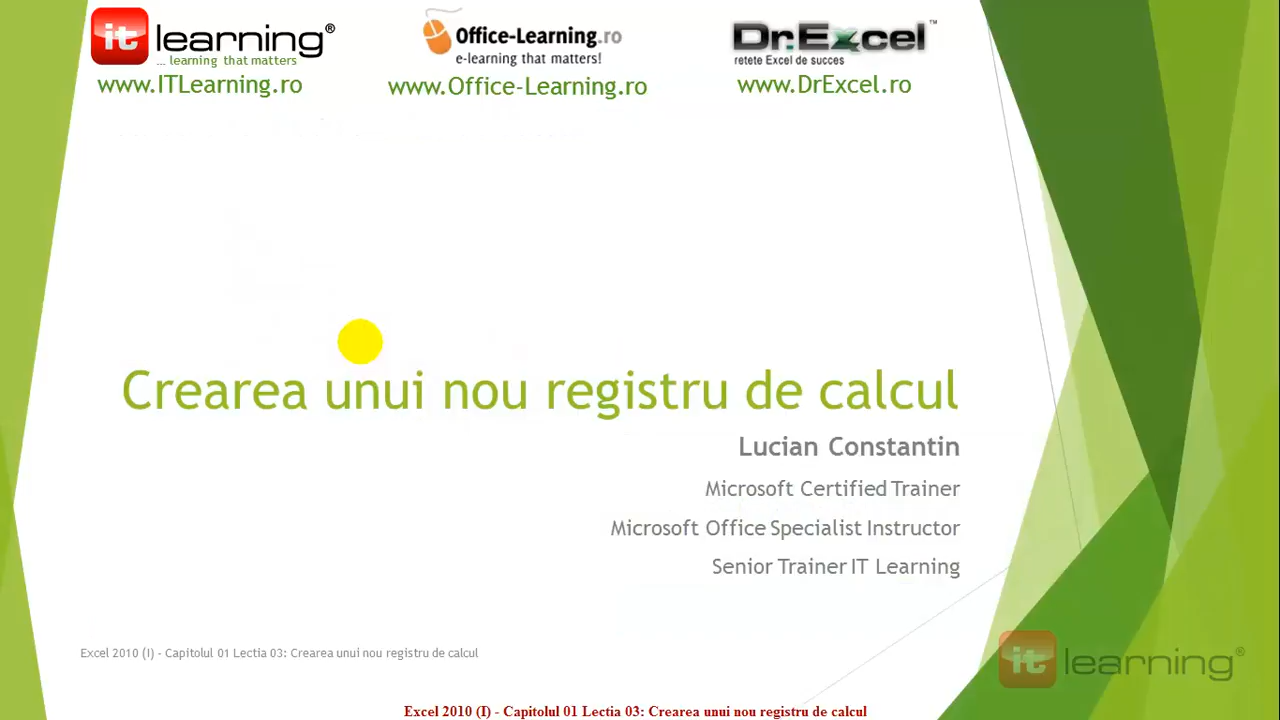 it learning®
... learning that matters
www.ITLearning.ro
Office-Learning.ro
e-learning that matters!
www.Office-Learning.ro
Dr.Excel™
retete Excel de succes
www.DrExcel.ro
Crearea unui nou registru de calcul
Lucian Constantin
Microsoft Certified Trainer
Microsoft Office Specialist Instructor
Senior Trainer IT Learning
Excel 2010 (I) - Capitolul 01 Lectia 03: Crearea unui nou registru de calcul
it learning®
Excel 2010 (I) - Capitolul 01 Lectia 03: Crearea unui nou registru de calcul